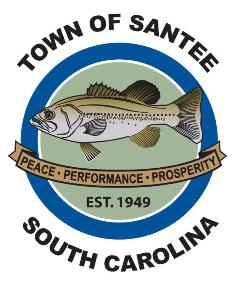 TOWN OF SANTEE
PEACE • PERFORMANCE • PROSPERITY
EST. 1949
SOUTH CAROLINA